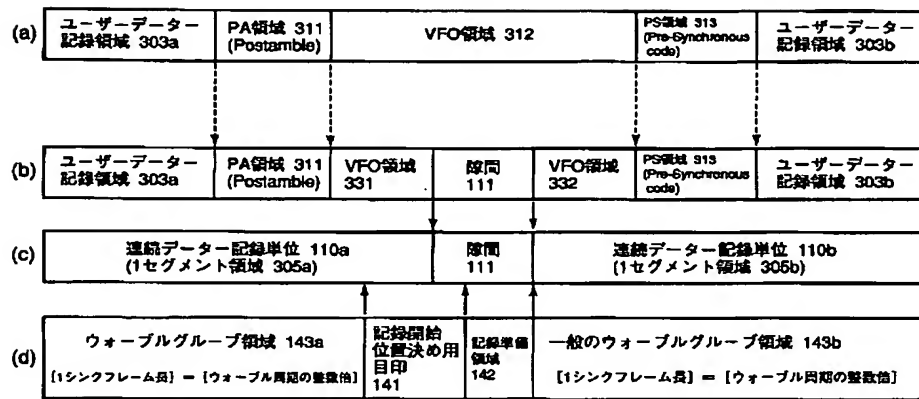 (a)
ユーザーデーター
記録領域 303a
PA領域 311
(Postamble)
VFO領域 312
PS領域 313
(Pre-Synchronous
code)
ユーザーデーター
記録領域 303b
(b)
ユーザーデーター
記録領域 303a
PA領域 311
(Postamble)
VFO領域
331
隙間
111
VFO領域
332
PS領域 313
(Pre-Synchronous
code)
ユーザーデーター
記録領域 303b
(c)
連続データー記録単位 110a
(1セグメント領域 305a)
隙間
111
連続データー記録単位 110b
(1セグメント領域 305b)
(d)
ウォーブルグループ領域 143a
[1シンクフレーム長] = [ウォーブル周期の整数倍]
記録開始
位置決め用
目印
141
記録準備
領域
142
一般のウォーブルグループ領域 143b
[1シンクフレーム長] = [ウォーブル周期の整数倍]